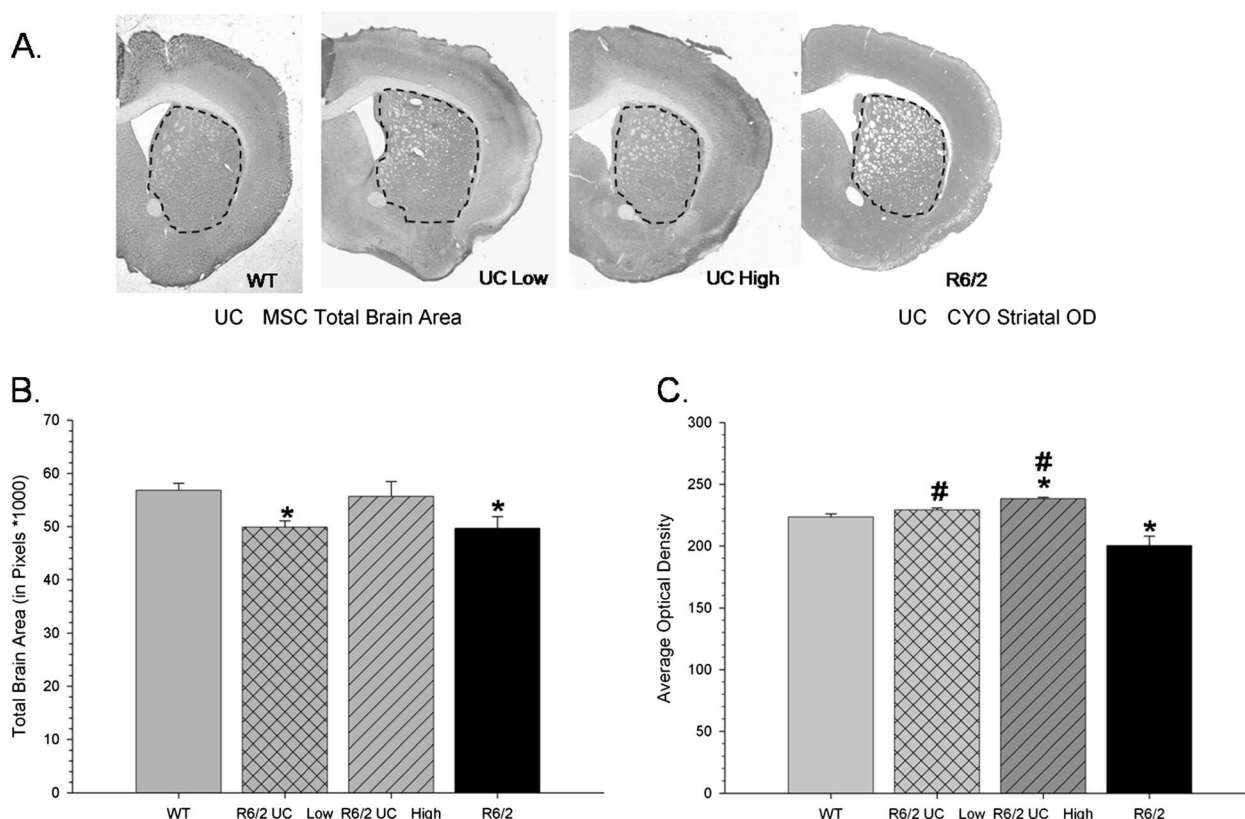 A.
WT
UC Low
UC High
R6/2
UC MSC Total Brain Area
UC CYO Striatal OD
B.
70
60
50
40
30
20
10
0
Total Brain Area (in Pixels *1000)
*
*
WT
R6/2 UC Low
R6/2 UC High
R6/2
C.
300
250
200
150
100
50
0
Average Optical Density
#
#
*
*
WT
R6/2 UC Low
R6/2 UC High
R6/2